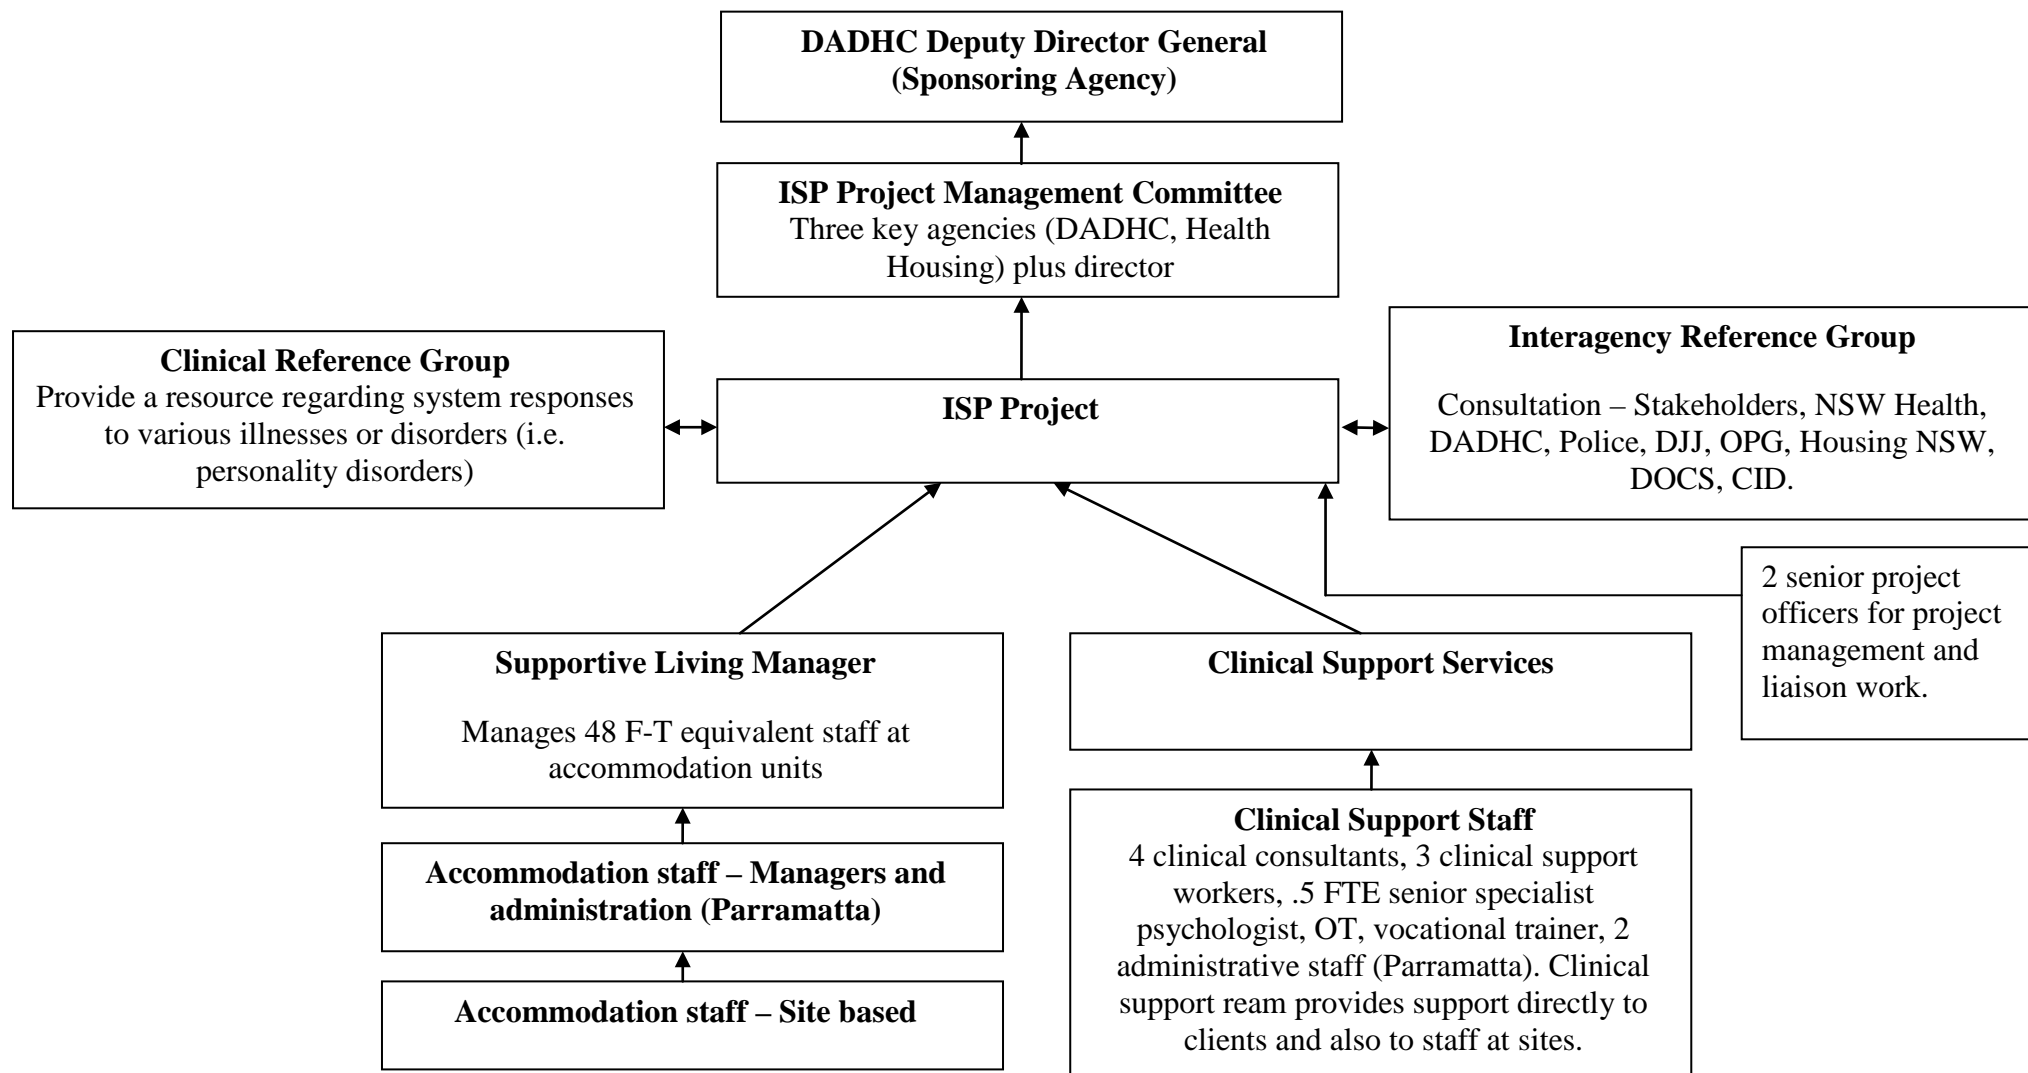 DADHC Deputy Director General
(Sponsoring Agency)
ISP Project Management Committee
Three key agencies (DADHC, Health
Housing) plus director
Clinical Reference Group
Provide a resource regarding system responses
to various illnesses or disorders (i.e.
personality disorders)
ISP Project
Interagency Reference Group
Consultation – Stakeholders, NSW Health,
DADHC, Police, DJJ, OPG, Housing NSW,
DOCS, CID.
2 senior project
officers for project
management and
liaison work.
Supportive Living Manager
Manages 48 F-T equivalent staff at
accommodation units
Clinical Support Services
Accommodation staff – Managers and
administration (Parramatta)
Accommodation staff – Site based
Clinical Support Staff
4 clinical consultants, 3 clinical support
workers, .5 FTE senior specialist
psychologist, OT, vocational trainer, 2
administrative staff (Parramatta). Clinical
support ream provides support directly to
clients and also to staff at sites.